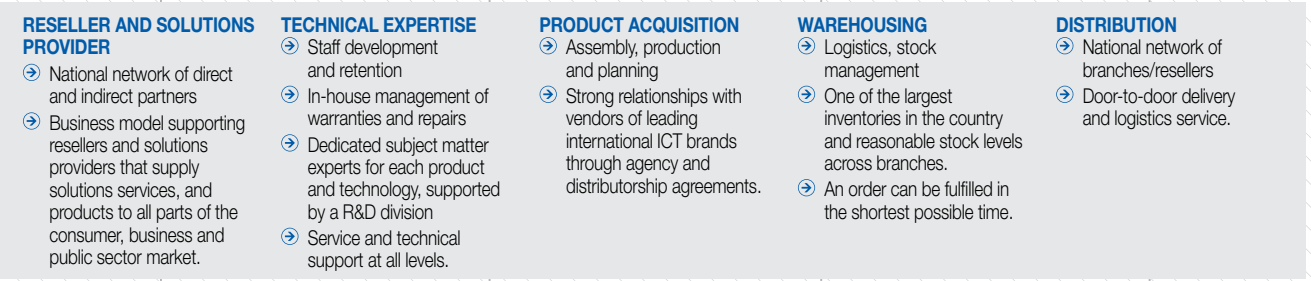 RESELLER AND SOLUTIONS
PROVIDER
National network of direct
and indirect partners
Business model supporting
resellers and solutions
providers that supply
solutions services, and
products to all parts of the
consumer, business and
public sector market.
TECHNICAL EXPERTISE
Staff development
and retention
In-house management of
warranties and repairs
Dedicated subject matter
experts for each product
and technology, supported
by a R&D division
Service and technical
support at all levels.
PRODUCT ACQUISITION
Assembly, production
and planning
Strong relationships with
vendors of leading
international ICT brands
through agency and
distributorship agreements.
WAREHOUSING
Logistics, stock
management
One of the largest
inventories in the country
and reasonable stock levels
across branches.
An order can be fulfilled in
the shortest possible time.
DISTRIBUTION
National network of
branches/resellers
Door-to-door delivery
and logistics service.